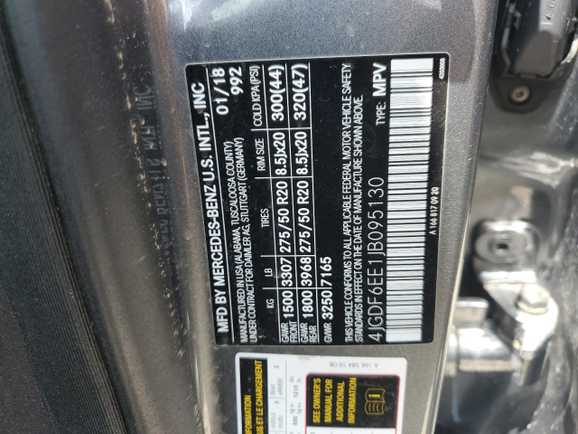 MFD BY MERCEDES-BENZ U.S. INTL., INC
MANUFACTURED IN USA (ALABAMA, TUSCALOOSA COUNTY)
UNDER CONTRACT FOR DAIMLER AG, STUTTGART (GERMANY)
01/18
992
KG LB TIRES RIM SIZE COLD KPA (PSI)
GAWR FRONT 1500 3307 275/50 R20 8.5Jx20 300(44)
GAWR REAR 1800 3968 275/50 R20 8.5Jx20 320(47)
GVWR 3250 7165
THIS VEHICLE CONFORMS TO ALL APPLICABLE FEDERAL MOTOR VEHICLE SAFETY
STANDARDS IN EFFECT ON THE DATE OF MANUFACTURE SHOWN ABOVE.
4JGDF6EE1JB095130 TYPE: MPV
A 166 817 09 20
SEE OWNER'S
MANUAL FOR
ADDITIONAL
INFORMATION